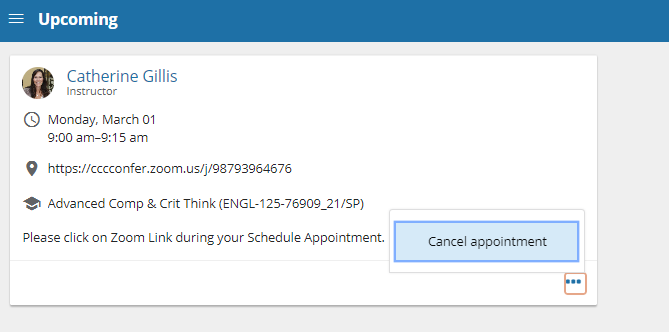 Upcoming
Catherine Gillis
Instructor
Monday, March 01
9:00 am–9:15 am
https://cccconfer.zoom.us/j/98793964676
Advanced Comp & Crit Think (ENGL-125-76909_21/SP)
Please click on Zoom Link during your Schedule Appointment.
Cancel appointment